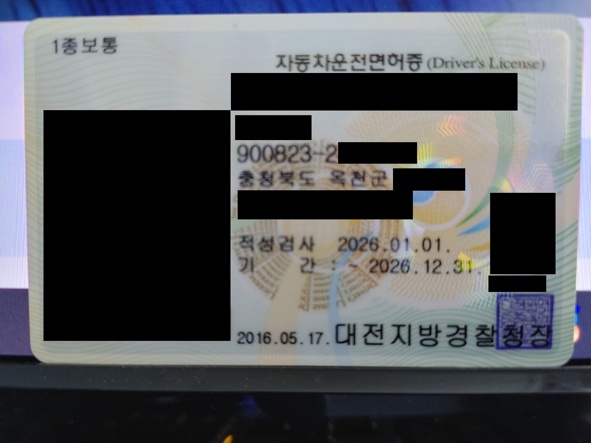 1종보통
자동차운전면허증 (Driver's License)
900823-2
충청북도 옥천군
적성검사 2026.01.01.
기 간 : ~ 2026.12.31.
2016.05.17. 대전지방경찰청장